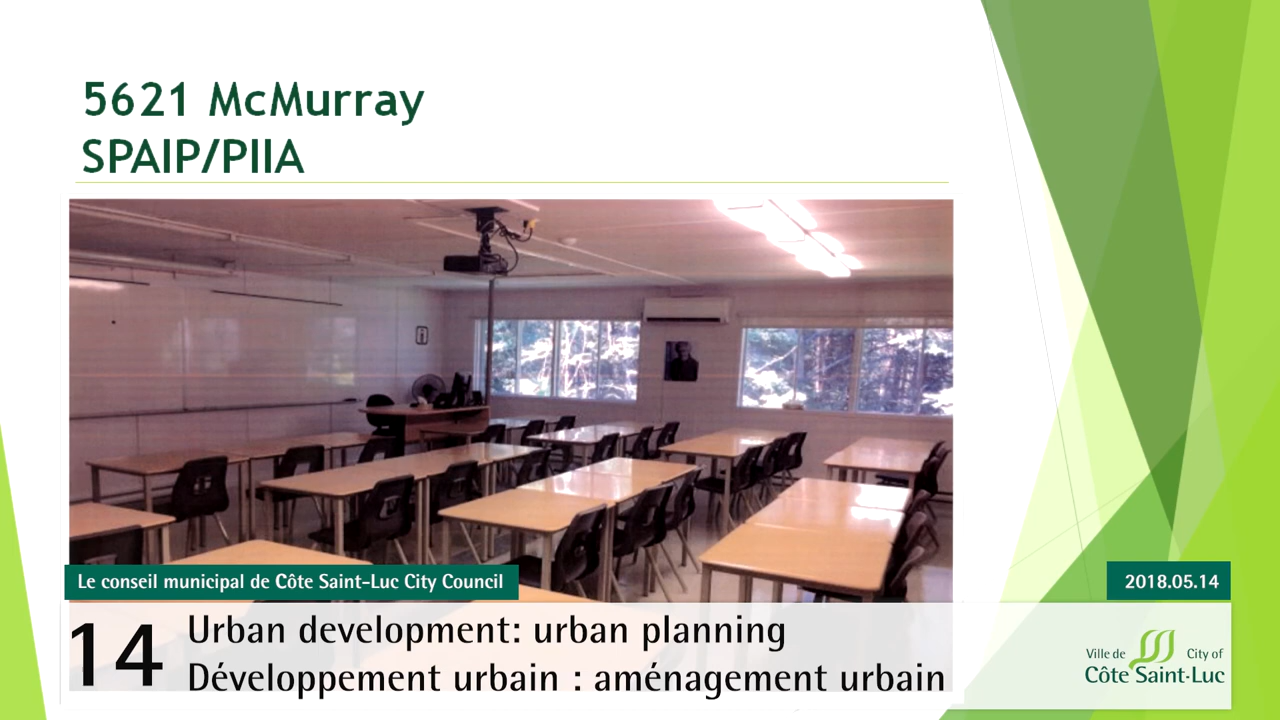 5621 McMurray
SPAIP/PIIA
Le conseil municipal de Côte Saint-Luc City Council
2018.05.14
14
Urban development: urban planning
Développement urbain : aménagement urbain
Ville de City of
Côte Saint-Luc